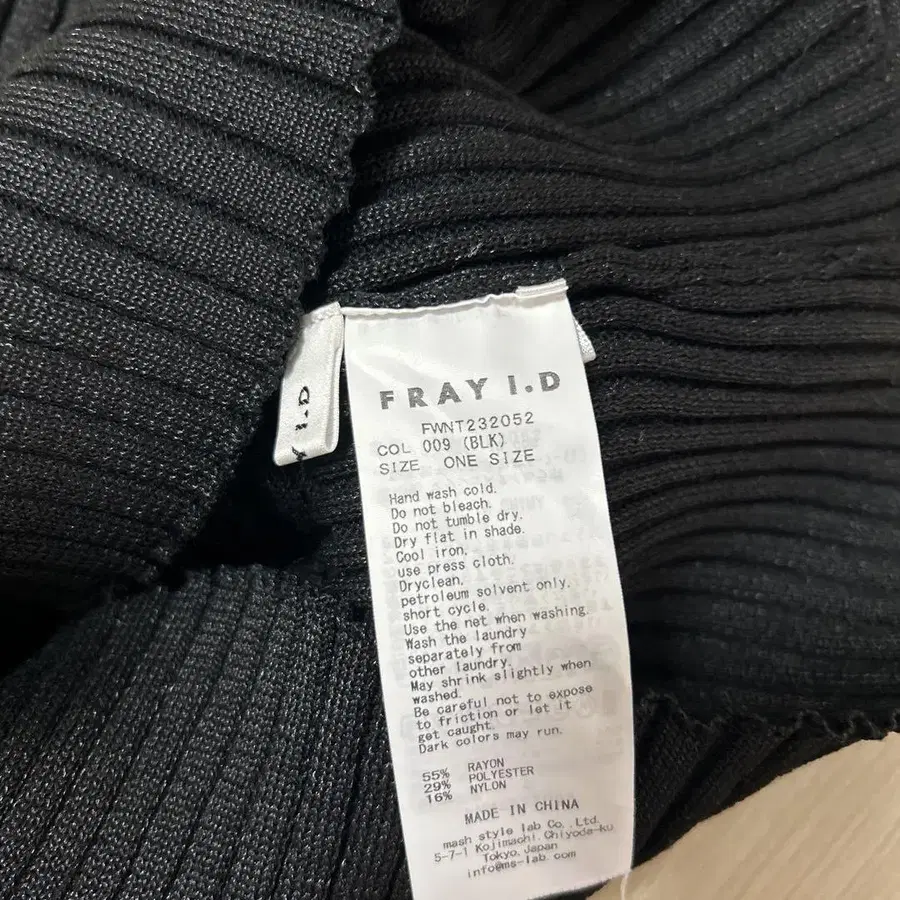 FRAY I.D
FWNT232052
COL 009 (BLK)
SIZE ONE SIZE
Hand wash cold.
Do not bleach.
Do not tumble dry.
Dry flat in shade.
Cool iron.
use press cloth.
Dryclean.
petroleum solvent only.
short cycle.
Use the net when washing.
Wash the laundry
separately from
other laundry.
May shrink slightly when
washed.
Be careful not to expose
to friction or let it
get caught.
Dark colors may run.
55% RAYON
29% POLYESTER
16% NYLON
MADE IN CHINA
mash style lab Co.,Ltd.
5-7-1 Kojimachi, Chiyoda-ku
Tokyo, Japan
info@ms-lab.com